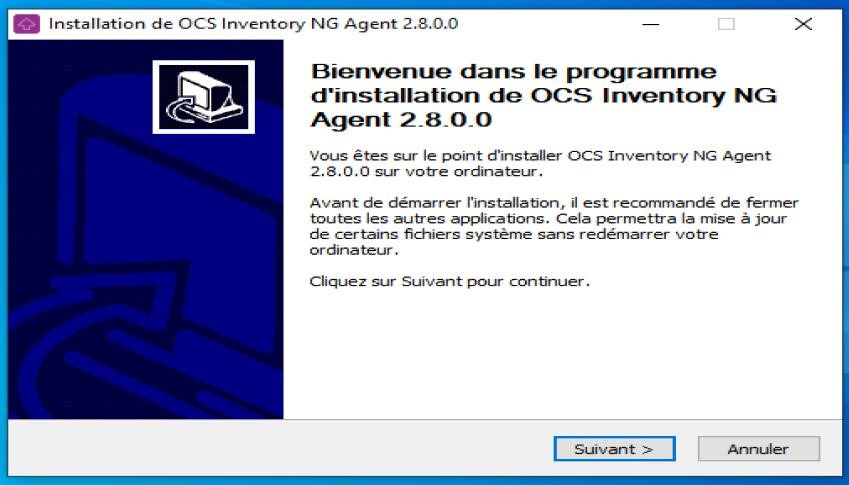 Installation de OCS Inventory NG Agent 2.8.0.0
Bienvenue dans le programme
d'installation de OCS Inventory NG
Agent 2.8.0.0
Vous êtes sur le point d'installer OCS Inventory NG Agent
2.8.0.0 sur votre ordinateur.
Avant de démarrer l'installation, il est recommandé de fermer
toutes les autres applications. Cela permettra la mise à jour
de certains fichiers système sans redémarrer votre
ordinateur.
Cliquez sur Suivant pour continuer.
Suivant >
Annuler